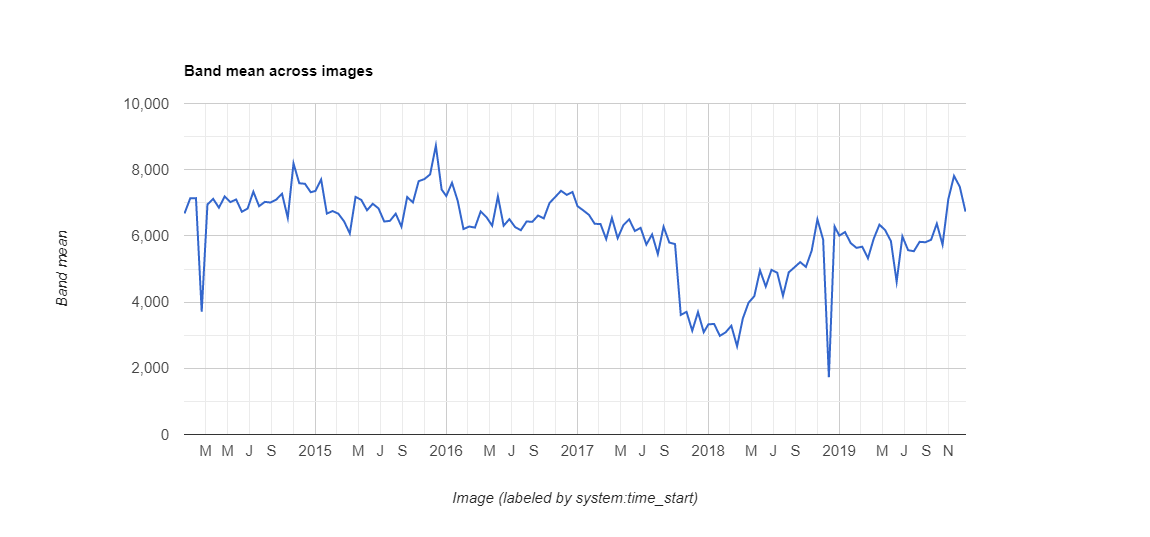 Band mean across images
10,000
8,000
6,000
4,000
2,000
0
Band mean
M M J S 2015 M J S 2016 M J S 2017 M J S 2018 M J S 2019 M J S N
Image (labeled by system:time_start)